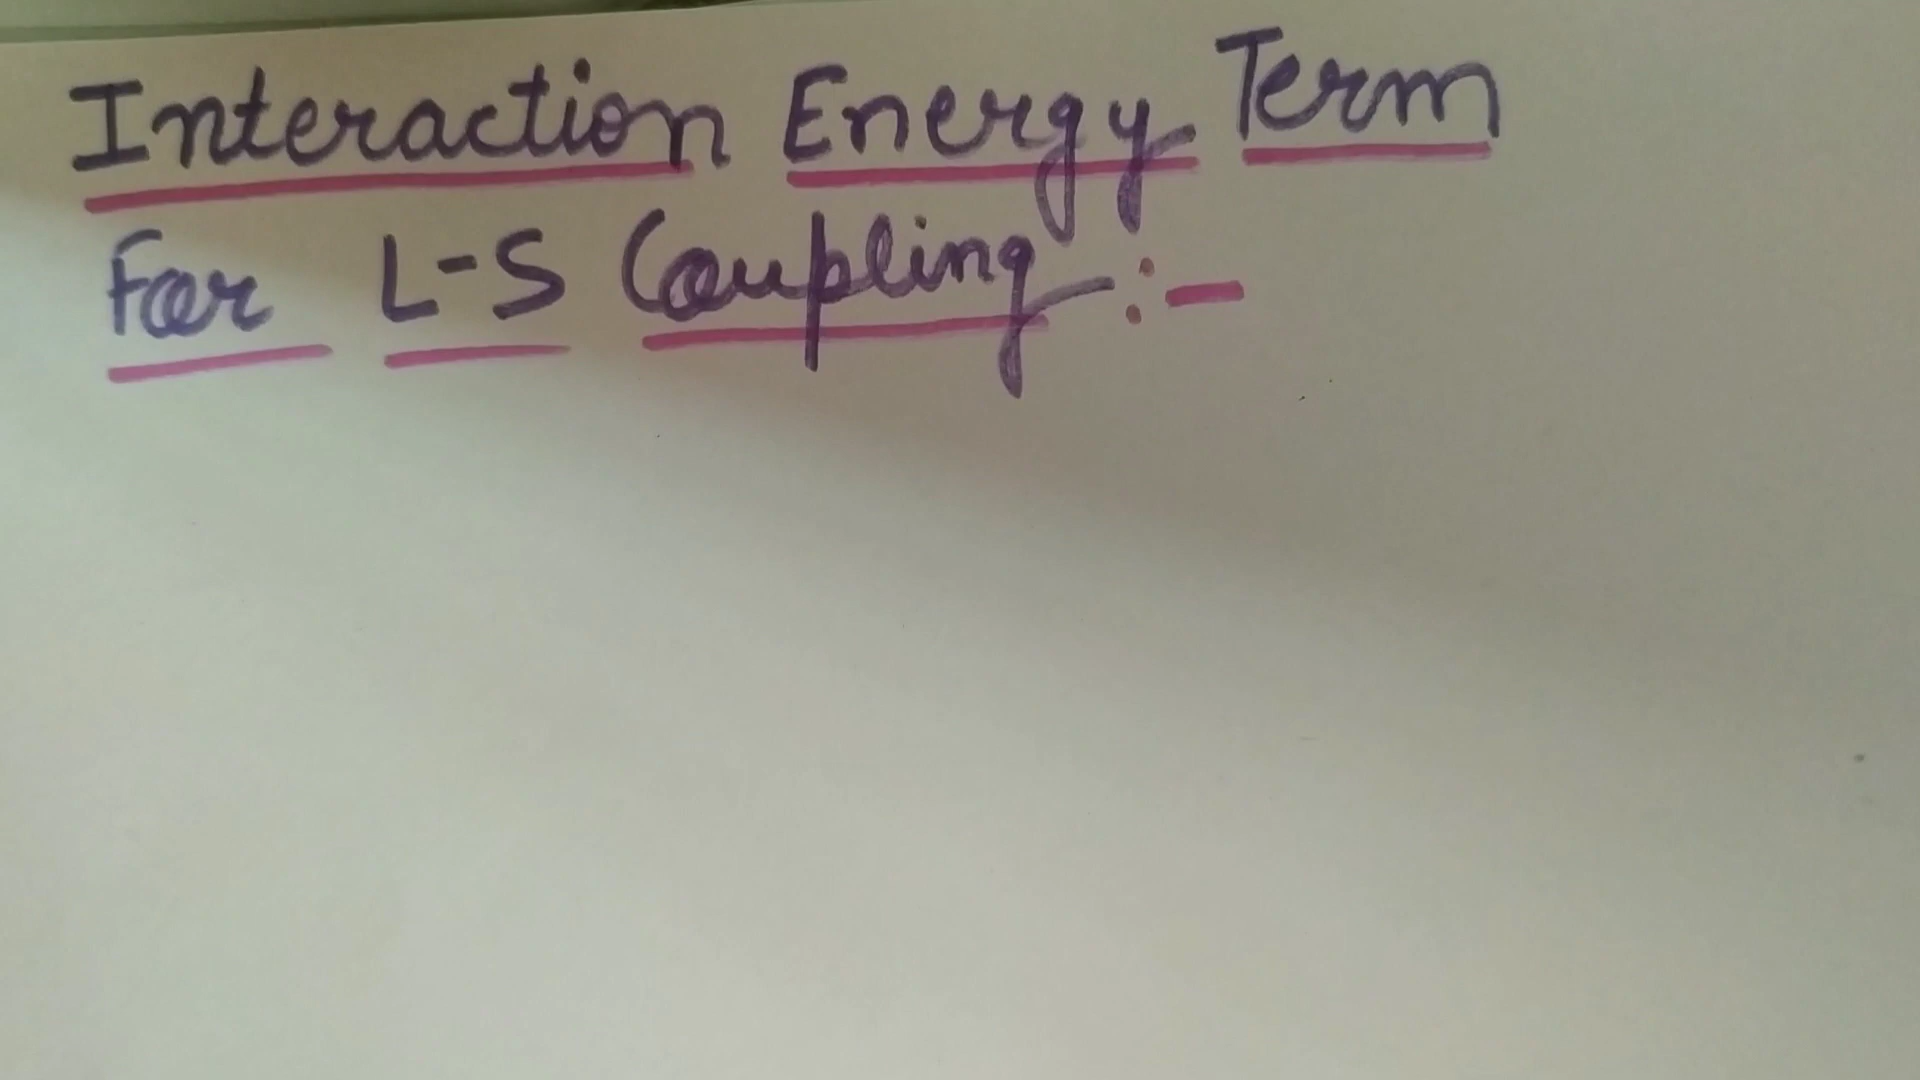 Interaction Energy Term
For L-S Coupling :-